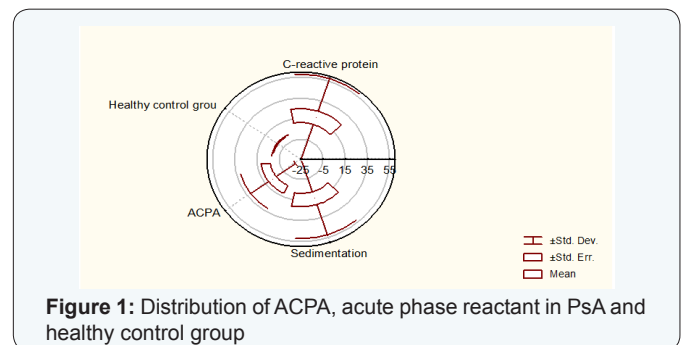 C-reactive protein
Healthy control grou
-25 -5 15 35 55
ACPA
Sedimentation
±Std. Dev.
±Std. Err.
Mean
Figure 1: Distribution of ACPA, acute phase reactant in PsA and
healthy control group